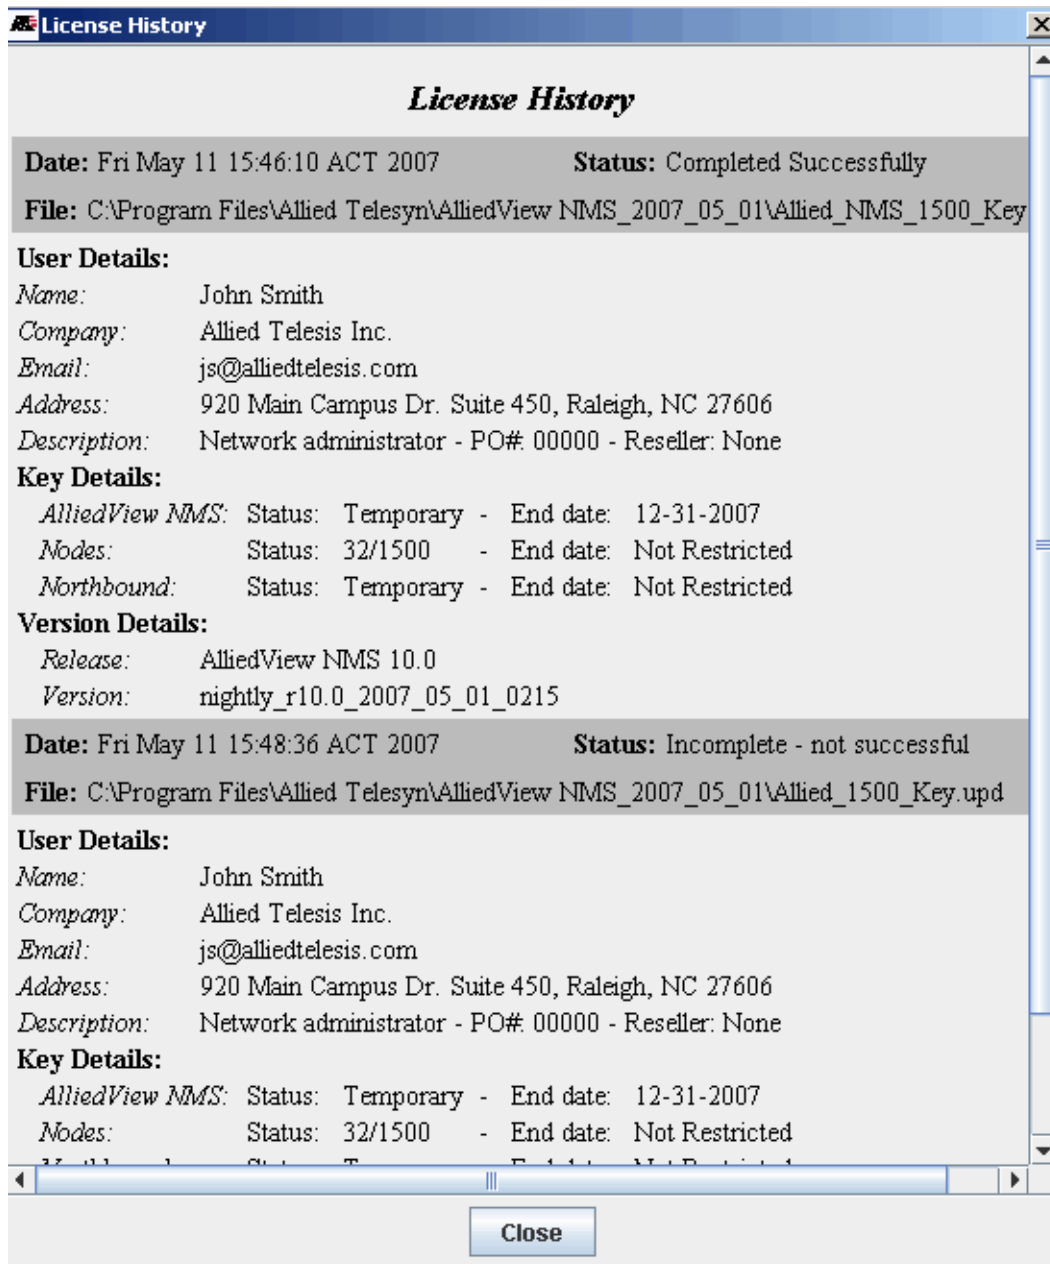 License History
License History
Date: Fri May 11 15:46:10 ACT 2007 Status: Completed Successfully
File: C:\Program Files\Allied Telesyn\AlliedView NMS_2007_05_01\Allied_NMS_1500_Key
User Details:
Name: John Smith
Company: Allied Telesis Inc.
Email: js@alliedtelesis.com
Address: 920 Main Campus Dr. Suite 450, Raleigh, NC 27606
Description: Network administrator - PO#: 00000 - Reseller: None
Key Details:
AlliedView NMS: Status: Temporary - End date: 12-31-2007
Nodes: Status: 32/1500 - End date: Not Restricted
Northbound: Status: Temporary - End date: Not Restricted
Version Details:
Release: AlliedView NMS 10.0
Version: nightly_r10.0_2007_05_01_0215
Date: Fri May 11 15:48:36 ACT 2007 Status: Incomplete - not successful
File: C:\Program Files\Allied Telesyn\AlliedView NMS_2007_05_01\Allied_1500_Key.upd
User Details:
Name: John Smith
Company: Allied Telesis Inc.
Email: js@alliedtelesis.com
Address: 920 Main Campus Dr. Suite 450, Raleigh, NC 27606
Description: Network administrator - PO#: 00000 - Reseller: None
Key Details:
AlliedView NMS: Status: Temporary - End date: 12-31-2007
Nodes: Status: 32/1500 - End date: Not Restricted
Close